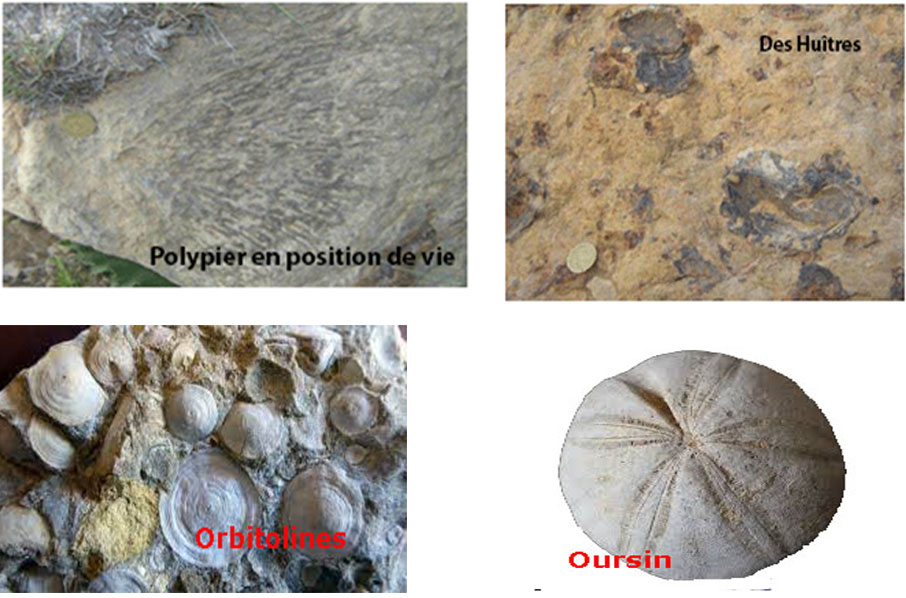 Polypier en position de vie
Des Huîtres
Orbitolines
Oursin